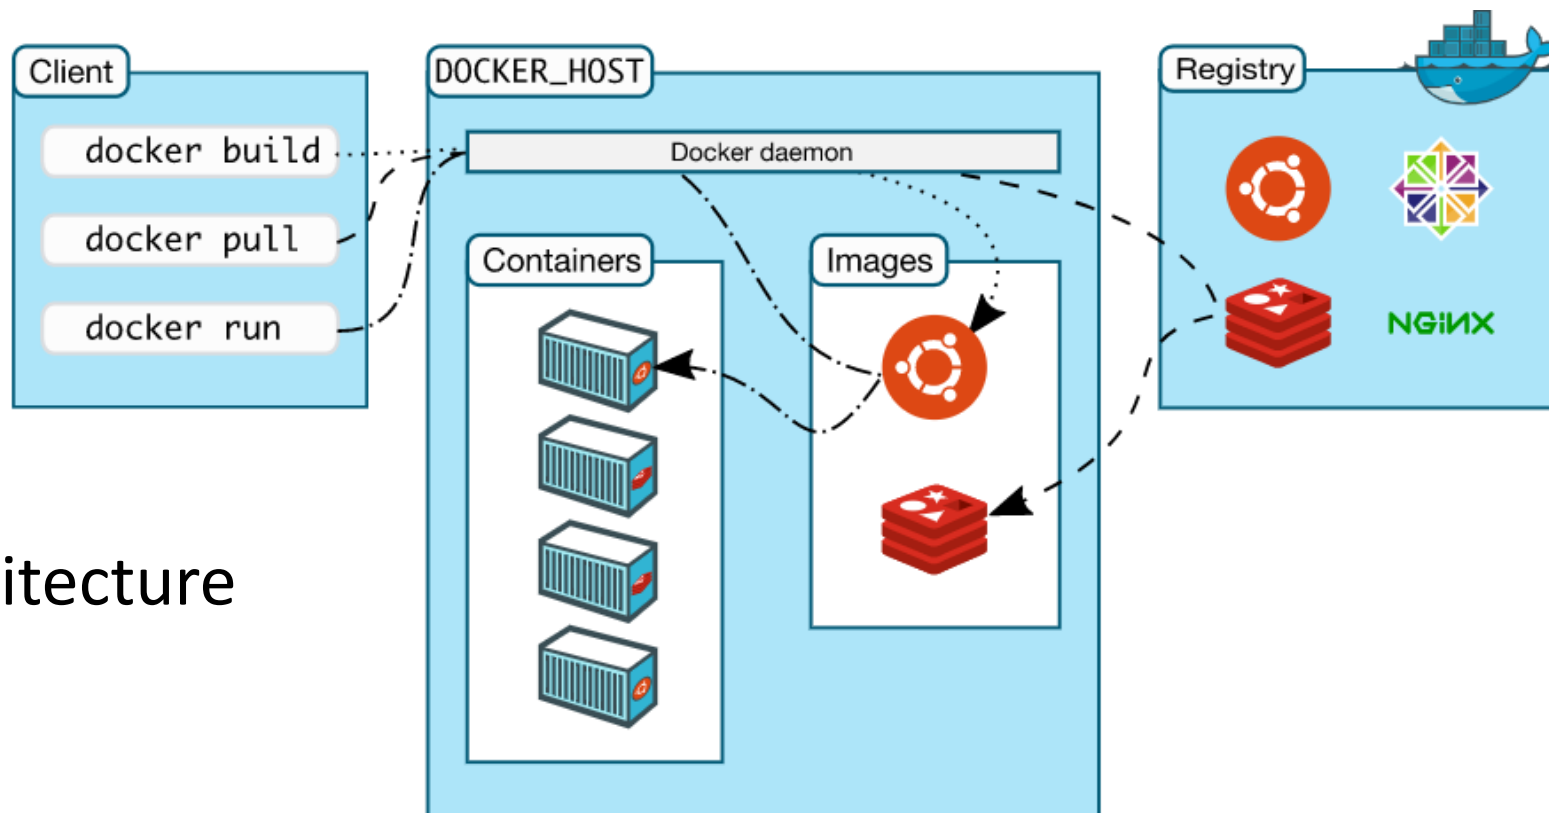 Client
docker build
docker pull
docker run
DOCKER_HOST
Docker daemon
Containers
Images
Registry
NGiNX
itecture